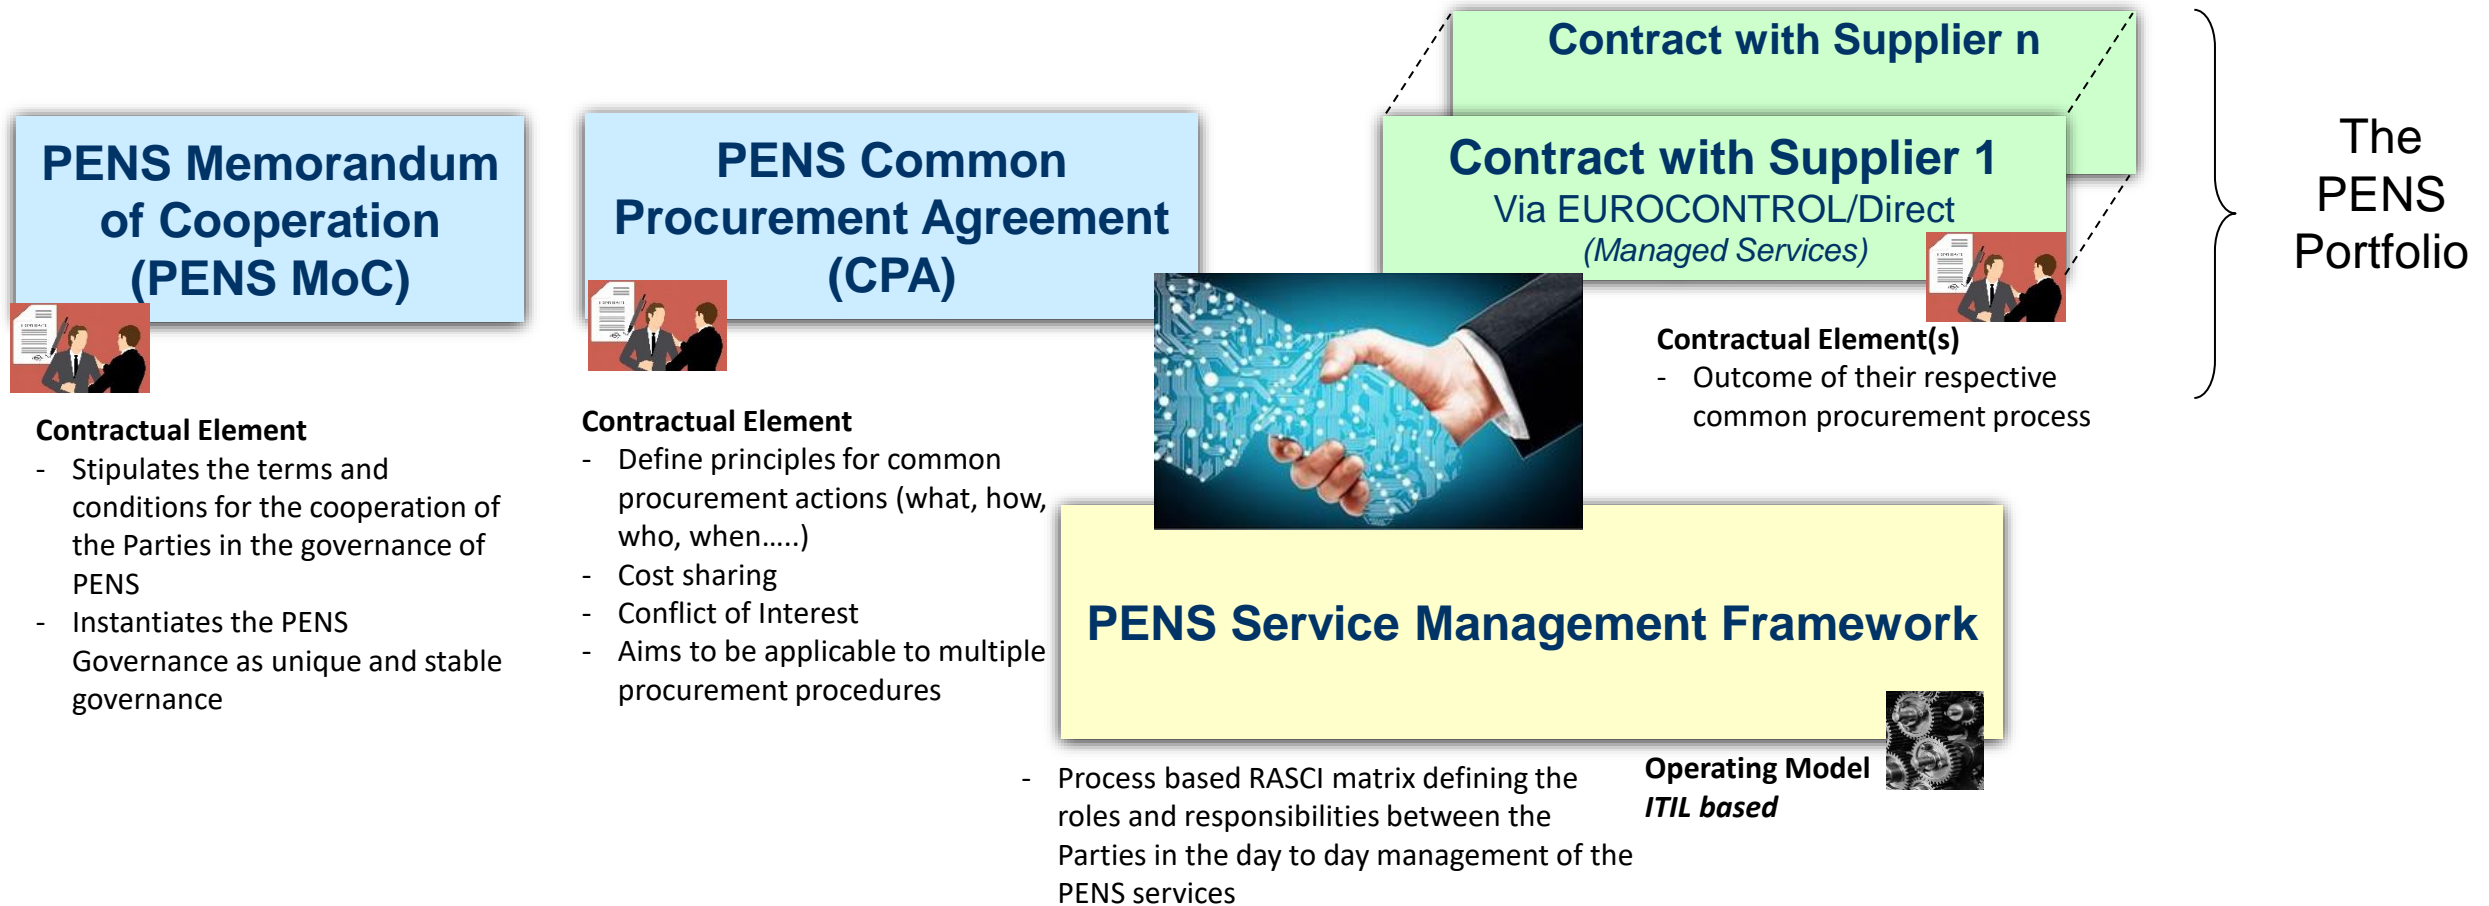 PENS Memorandum
of Cooperation
(PENS MoC)
Contractual Element
- Stipulates the terms and
conditions for the cooperation of
the Parties in the governance of
PENS
- Instantiates the PENS
Governance as unique and stable
governance
PENS Common
Procurement Agreement
(CPA)
Contractual Element
- Define principles for common
procurement actions (what, how,
who, when…..)
- Cost sharing
- Conflict of Interest
- Aims to be applicable to multiple
procurement procedures
Contract with Supplier n
Contract with Supplier 1
Via EUROCONTROL/Direct
(Managed Services)
Contractual Element(s)
- Outcome of their respective
common procurement process
The
PENS
Portfolio
PENS Service Management Framework
- Process based RASCI matrix defining the
roles and responsibilities between the
Parties in the day to day management of the
PENS services
Operating Model
ITIL based